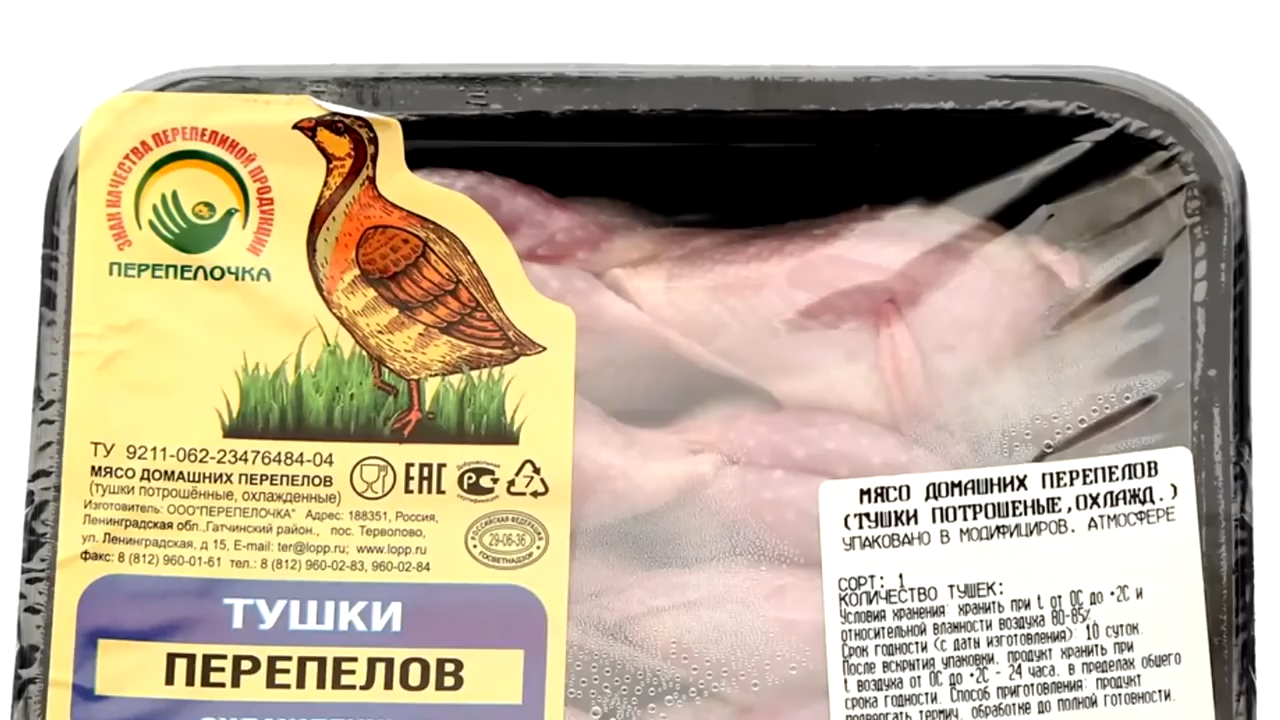 ЗНАК КАЧЕСТВА ПЕРЕПЕЛИНОЙ ПРОДУКЦИИ
ПЕРЕПЕЛОЧКА
ТУ 9211-062-23476484-04
МЯСО ДОМАШНИХ ПЕРЕПЕЛОВ
(тушки потрошённые, охлажденные)
Изготовитель: ООО"ПЕРЕПЕЛОЧКА" Адрес: 188351, Россия,
Ленинградская обл.,Гатчинский район., пос. Терволово,
ул. Ленинградская, д 15, E-mail: ter@lopp.ru; www.lopp.ru
факс: 8 (812) 960-01-61 тел.: 8 (812) 960-02-83, 960-02-84
ЕАС
Добровольная
РС
сертификация
7
РОССИЙСКАЯ ФЕДЕРАЦИЯ
29-06-36
ГОСВЕТНАДЗОР
ТУШКИ
ПЕРЕПЕЛОВ
МЯСО ДОМАШНИХ ПЕРЕПЕЛОВ
(ТУШКИ ПОТРОШЕНЫЕ,ОХЛАЖД.)
УПАКОВАНО В МОДИФИЦИРОВ. АТМОСФЕРЕ
СОРТ: 1
КОЛИЧЕСТВО ТУШЕК:
Условия хранения: хранить при t от 0С до +2С и
относительной влажности воздуха 80-85%.
Срок годности (с даты изготовления): 10 суток.
После вскрытия упаковки, продукт хранить при
t воздуха от 0С до +2С - 24 часа, в пределах общего
срока годности. Способ приготовления: продукт
подвергать термич. обработке до полной готовности.